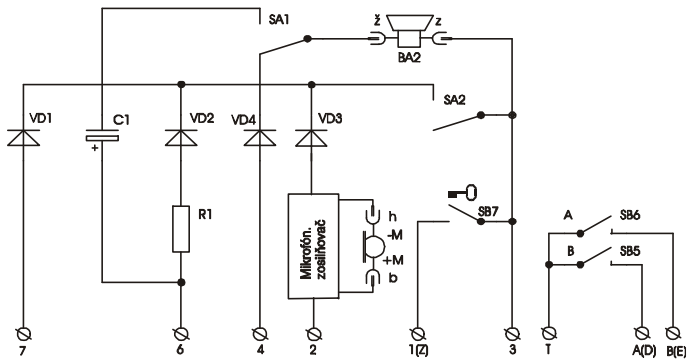 SA1
ž
z
BA2
SA2
VD1
C1
VD2
VD4
VD3
+
R1
Mikrofón.
zosilňovač
h
-M
+M
b
SB7
A
SB6
B
SB5
7
6
4
2
1(Z)
3
T
A(D)
B(E)